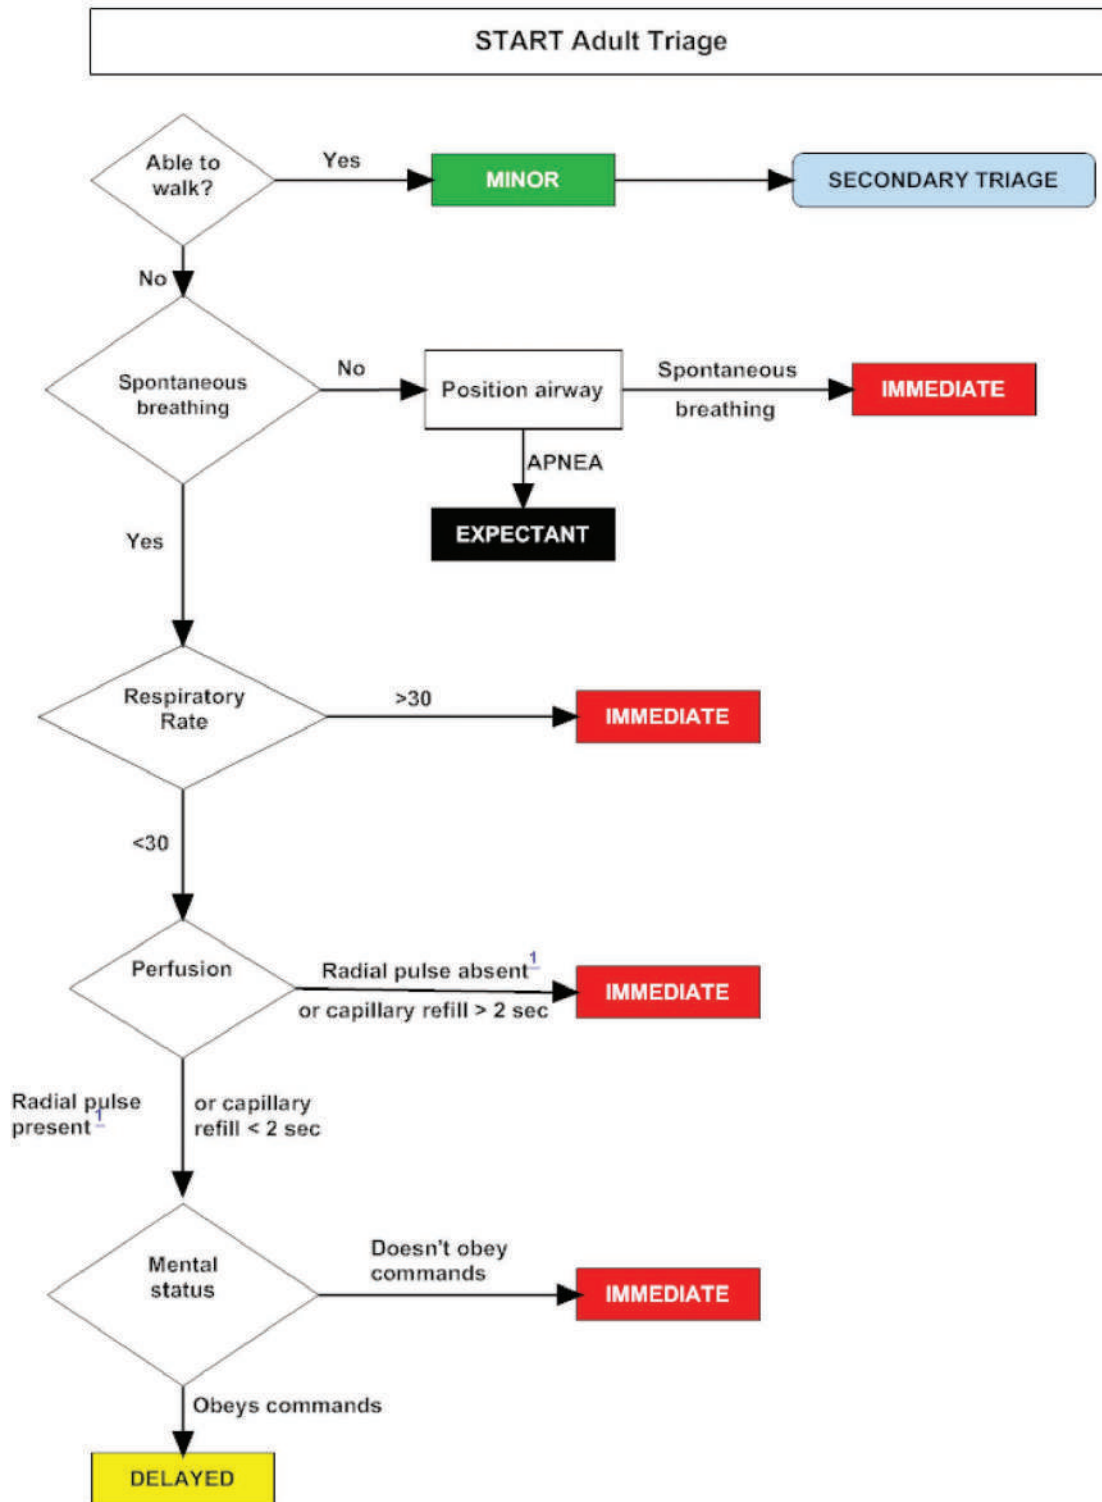 START Adult Triage
Able to
walk?
Yes
MINOR
SECONDARY TRIAGE
No
Spontaneous
breathing
No
Position airway
Spontaneous
breathing
IMMEDIATE
APNEA
EXPECTANT
Yes
Respiratory
Rate
>30
IMMEDIATE
<30
Perfusion
Radial pulse absent1
or capillary refill > 2 sec
IMMEDIATE
Radial pulse
present1
or capillary
refill < 2 sec
Mental
status
Doesn't obey
commands
IMMEDIATE
Obeys commands
DELAYED